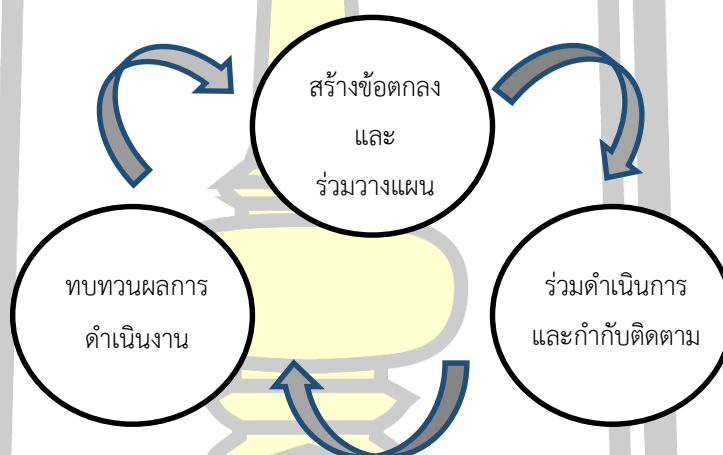 สร้างข้อตกลง
และ
ร่วมวางแผน
ทบทวนผลการ
ดำเนินงาน
ร่วมดำเนินการ
และกำกับติดตาม